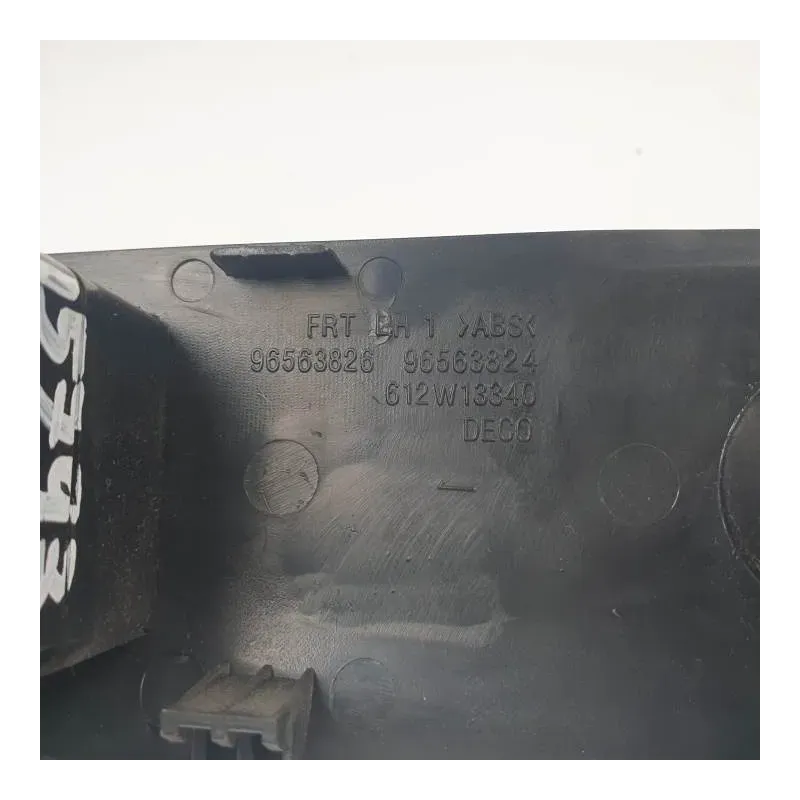 FRT LH 1 >ABS<
96563826 96563824
612W13340
DECO